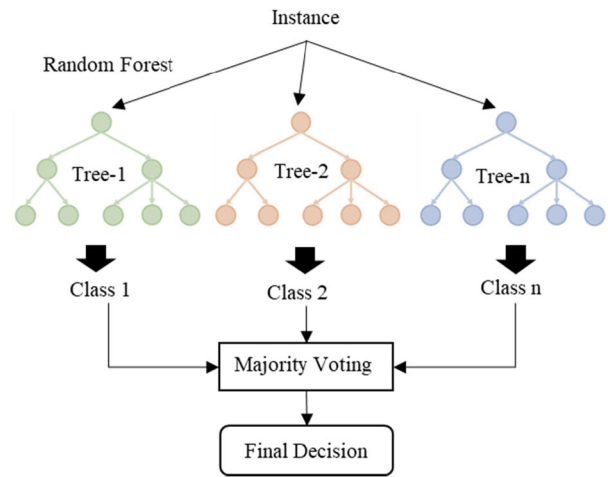 Instance
Random Forest
Tree-1
Tree-2
Tree-n
Class 1
Class 2
Class n
Majority Voting
Final Decision